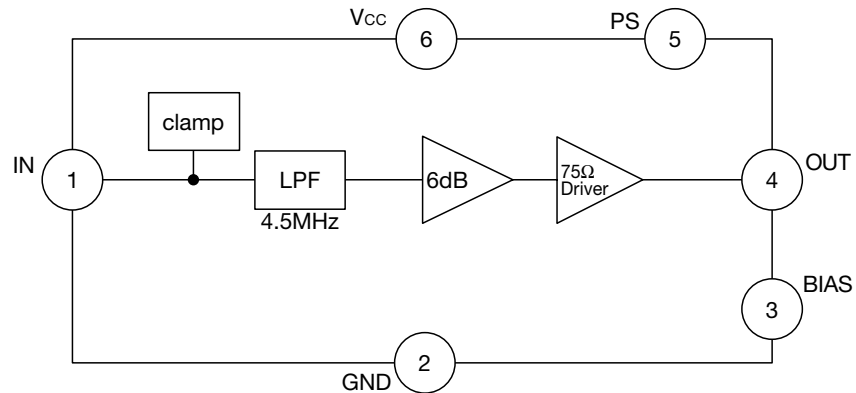 VCC
6
PS
5
clamp
IN
1
LPF
4.5MHz
6dB
75Ω
Driver
4
OUT
BIAS
3
2
GND